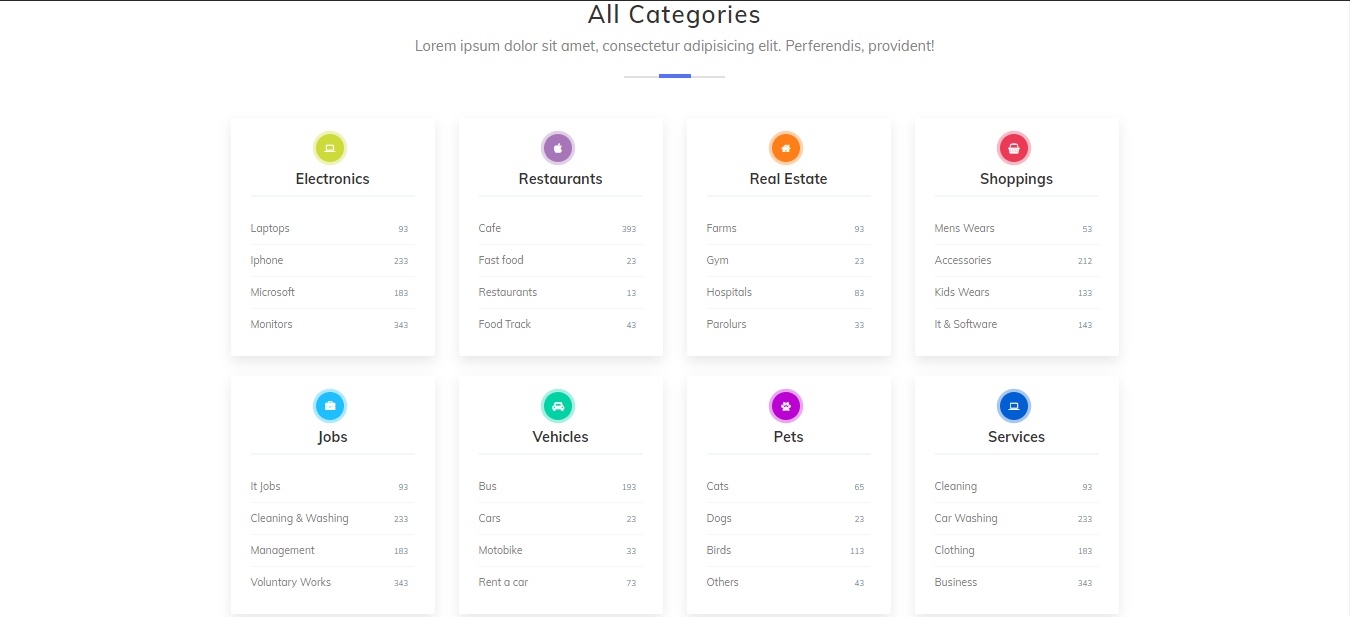 All Categories
Lorem ipsum dolor sit amet, consectetur adipisicing elit. Perferendis, provident!
Electronics
Laptops 93
Iphone 233
Microsoft 183
Monitors 343
Restaurants
Cafe 393
Fast food 23
Restaurants 13
Food Track 43
Real Estate
Farms 93
Gym 23
Hospitals 83
Parolurs 33
Shoppings
Mens Wears 53
Accessories 212
Kids Wears 133
It & Software 143
Jobs
It Jobs 93
Cleaning & Washing 233
Management 183
Voluntary Works 343
Vehicles
Bus 193
Cars 23
Motobike 33
Rent a car 73
Pets
Cats 65
Dogs 23
Birds 113
Others 43
Services
Cleaning 93
Car Washing 233
Clothing 183
Business 343